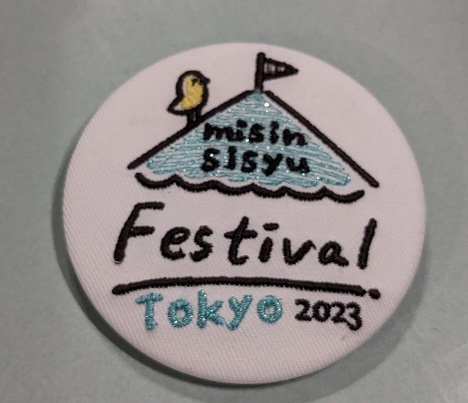 misin
sisyu
Festival
Tokyo 2023